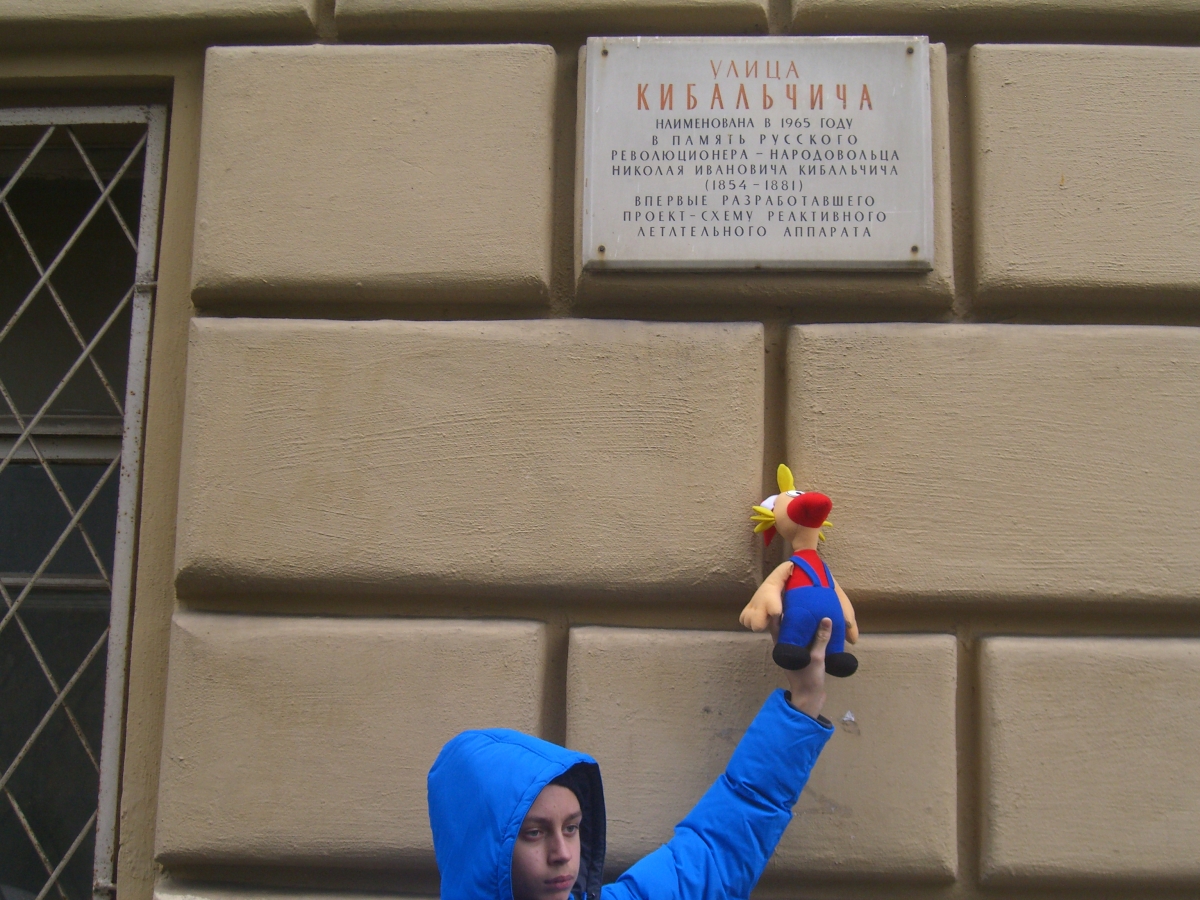 УЛИЦА
КИБАЛЬЧИЧА
НАИМЕНОВАНА В 1965 ГОДУ
В ПАМЯТЬ РУССКОГО
РЕВОЛЮЦИОНЕРА – НАРОДОВОЛЬЦА
НИКОЛАЯ ИВАНОВИЧА КИБАЛЬЧИЧА
(1854 – 1881)
ВПЕРВЫЕ РАЗРАБОТАВШЕГО
ПРОЕКТ-СХЕМУ РЕАКТИВНОГО
ЛЕТАТЕЛЬНОГО АППАРАТА